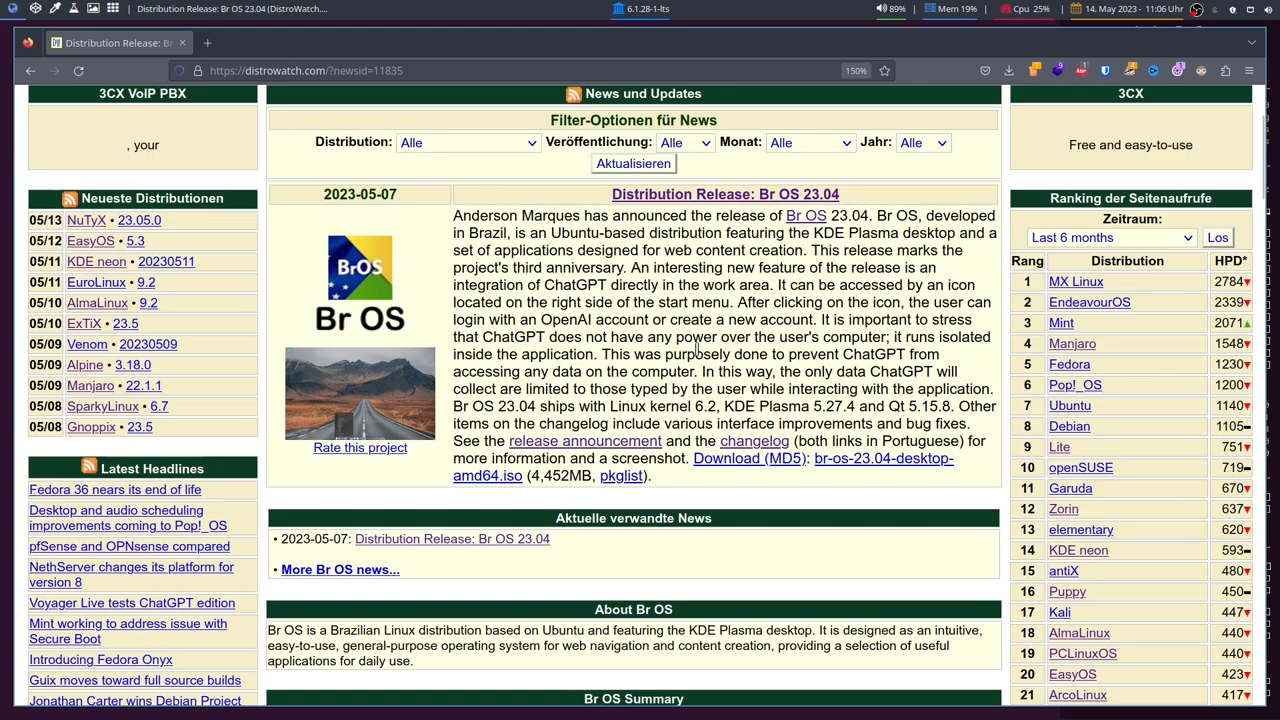 Distribution Release: Br OS 23.04 (DistroWatch....
6.1.28-1-lts
89%
Mem 19%
Cpu 25%
14. May 2023 - 11:06 Uhr
Distribution Release: Br
https://distrowatch.com/?newsid=11835
150%
3CX VoIP PBX
, your
Neueste Distributionen
05/13 NuTyX • 23.05.0
05/12 EasyOS • 5.3
05/11 KDE neon • 20230511
05/11 EuroLinux • 9.2
05/10 AlmaLinux • 9.2
05/10 ExTiX • 23.5
05/09 Venom • 20230509
05/09 Alpine • 3.18.0
05/09 Manjaro • 22.1.1
05/08 SparkyLinux • 6.7
05/08 Gnoppix • 23.5
Latest Headlines
Fedora 36 nears its end of life
Desktop and audio scheduling
improvements coming to Pop!_OS
pfSense and OPNsense compared
NethServer changes its platform for
version 8
Voyager Live tests ChatGPT edition
Mint working to address issue with
Secure Boot
Introducing Fedora Onyx
Guix moves toward full source builds
Jonathan Carter wins Debian Project
News und Updates
Filter-Optionen für News
Distribution: Alle Veröffentlichung: Alle Monat: Alle Jahr: Alle
Aktualisieren
2023-05-07
Distribution Release: Br OS 23.04
BrOS
Br OS
Rate this project
Anderson Marques has announced the release of Br OS 23.04. Br OS, developed
in Brazil, is an Ubuntu-based distribution featuring the KDE Plasma desktop and a
set of applications designed for web content creation. This release marks the
project's third anniversary. An interesting new feature of the release is an
integration of ChatGPT directly in the work area. It can be accessed by an icon
located on the right side of the start menu. After clicking on the icon, the user can
login with an OpenAI account or create a new account. It is important to stress
that ChatGPT does not have any power over the user's computer; it runs isolated
inside the application. This was purposely done to prevent ChatGPT from
accessing any data on the computer. In this way, the only data ChatGPT will
collect are limited to those typed by the user while interacting with the application.
Br OS 23.04 ships with Linux kernel 6.2, KDE Plasma 5.27.4 and Qt 5.15.8. Other
items on the changelog include various interface improvements and bug fixes.
See the release announcement and the changelog (both links in Portuguese) for
more information and a screenshot. Download (MD5): br-os-23.04-desktop-
amd64.iso (4,452MB, pkglist).
Aktuelle verwandte News
• 2023-05-07: Distribution Release: Br OS 23.04
• More Br OS news...
About Br OS
Br OS is a Brazilian Linux distribution based on Ubuntu and featuring the KDE Plasma desktop. It is designed as an intuitive,
easy-to-use, general-purpose operating system for web navigation and content creation, providing a selection of useful
applications for daily use.
Br OS Summary
3CX
Free and easy-to-use
Ranking der Seitenaufrufe
Zeitraum:
Last 6 months Los
Rang Distribution HPD*
1 MX Linux 2784
2 EndeavourOS 2339
3 Mint 2071
4 Manjaro 1548
5 Fedora 1230
6 Pop!_OS 1200
7 Ubuntu 1140
8 Debian 1105
9 Lite 751
10 openSUSE 719
11 Garuda 670
12 Zorin 637
13 elementary 620
14 KDE neon 593
15 antiX 480
16 Puppy 450
17 Kali 447
18 AlmaLinux 440
19 PCLinuxOS 440
20 EasyOS 423
21 ArcoLinux 417